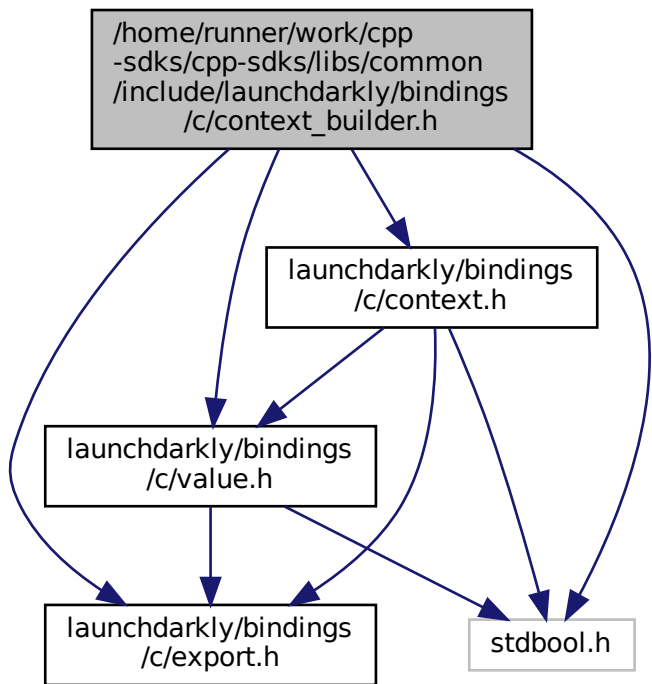 /home/runner/work/cpp
-sdks/cpp-sdks/libs/common
/include/launchdarkly/bindings
/c/context_builder.h
launchdarkly/bindings
/c/context.h
launchdarkly/bindings
/c/value.h
launchdarkly/bindings
/c/export.h
stdbool.h